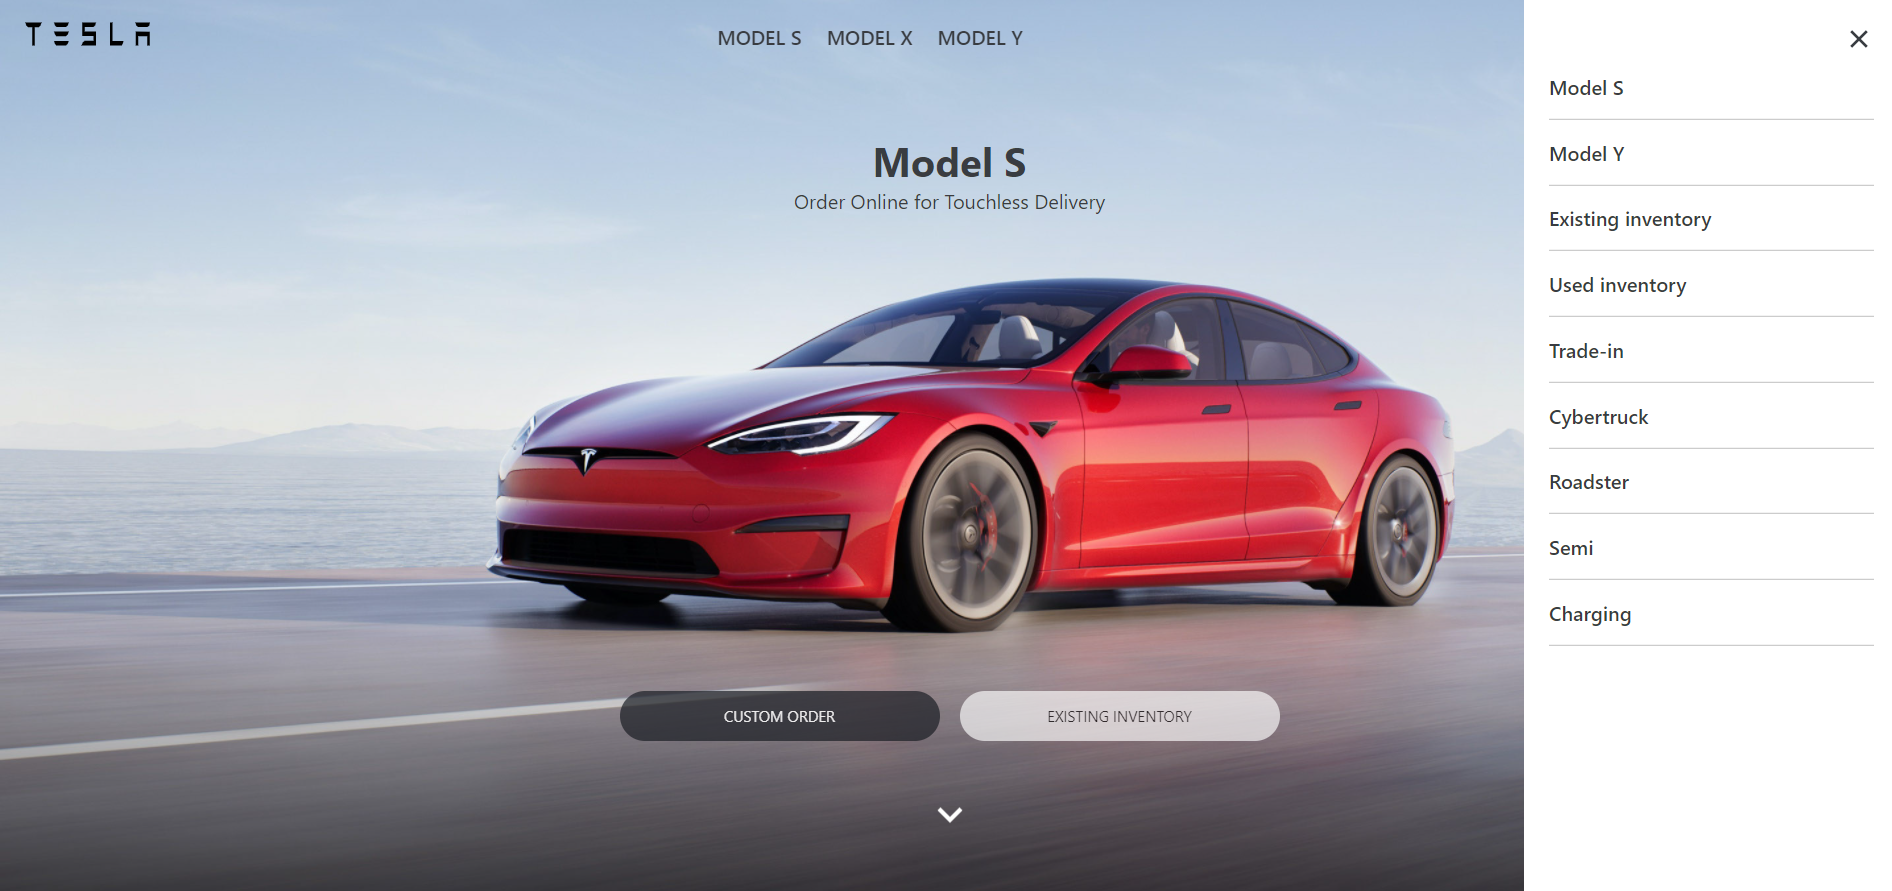 TESLA
MODEL S MODEL X MODEL Y
Model S
Order Online for Touchless Delivery
CUSTOM ORDER
EXISTING INVENTORY
Model S
Model Y
Existing inventory
Used inventory
Trade-in
Cybertruck
Roadster
Semi
Charging